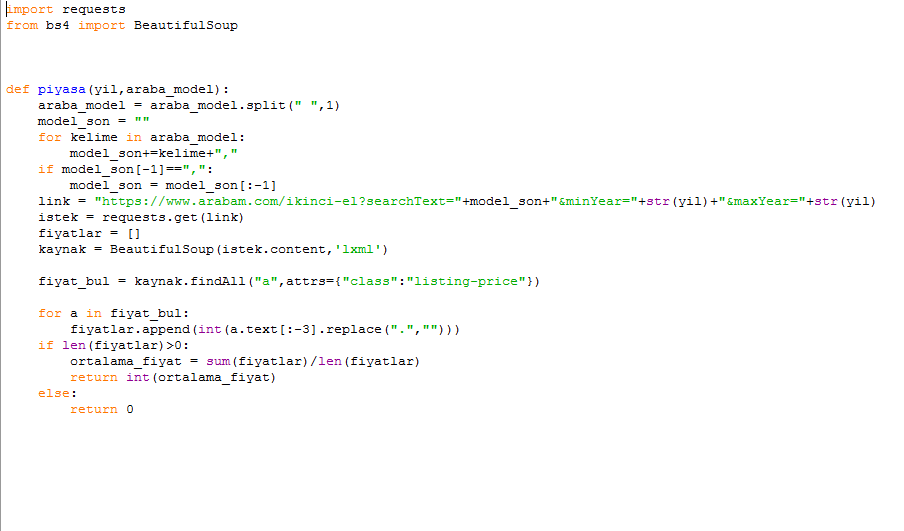 import requests
from bs4 import BeautifulSoup
def piyasa(yil,araba_model):
    araba_model = araba_model.split(" ",1)
    model_son = ""
    for kelime in araba_model:
        model_son+=kelime+","
    if model_son[-1]==",":
        model_son = model_son[:-1]
    link = "https://www.arabam.com/ikinci-el?searchText="+model_son+"&minYear="+str(yil)+"&maxYear="+str(yil)
    istek = requests.get(link)
    fiyatlar = []
    kaynak = BeautifulSoup(istek.content,'lxml')
    fiyat_bul = kaynak.findAll("a",attrs={"class":"listing-price"})
    for a in fiyat_bul:
        fiyatlar.append(int(a.text[:-3].replace(".","")))
    if len(fiyatlar)>0:
        ortalama_fiyat = sum(fiyatlar)/len(fiyatlar)
        return int(ortalama_fiyat)
    else:
        return 0